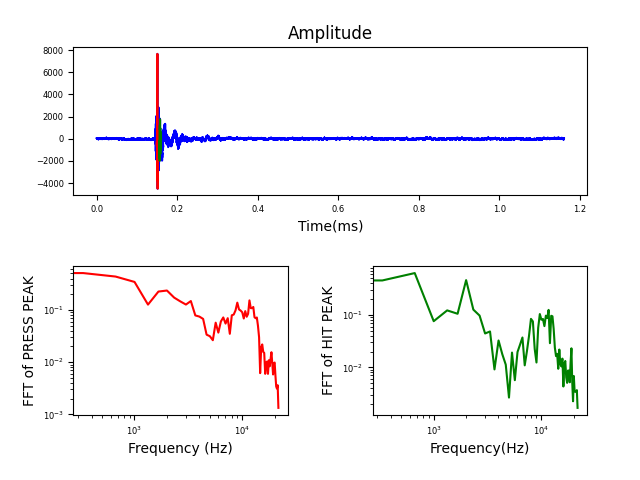 Amplitude
8000
6000
4000
2000
0
−2000
−4000
0.0 0.2 0.4 0.6 0.8 1.0 1.2
Time(ms)
FFT of PRESS PEAK
10⁻¹
10⁻²
10⁻³
10³ 10⁴
Frequency (Hz)
FFT of HIT PEAK
10⁻¹
10⁻²
10³ 10⁴
Frequency(Hz)